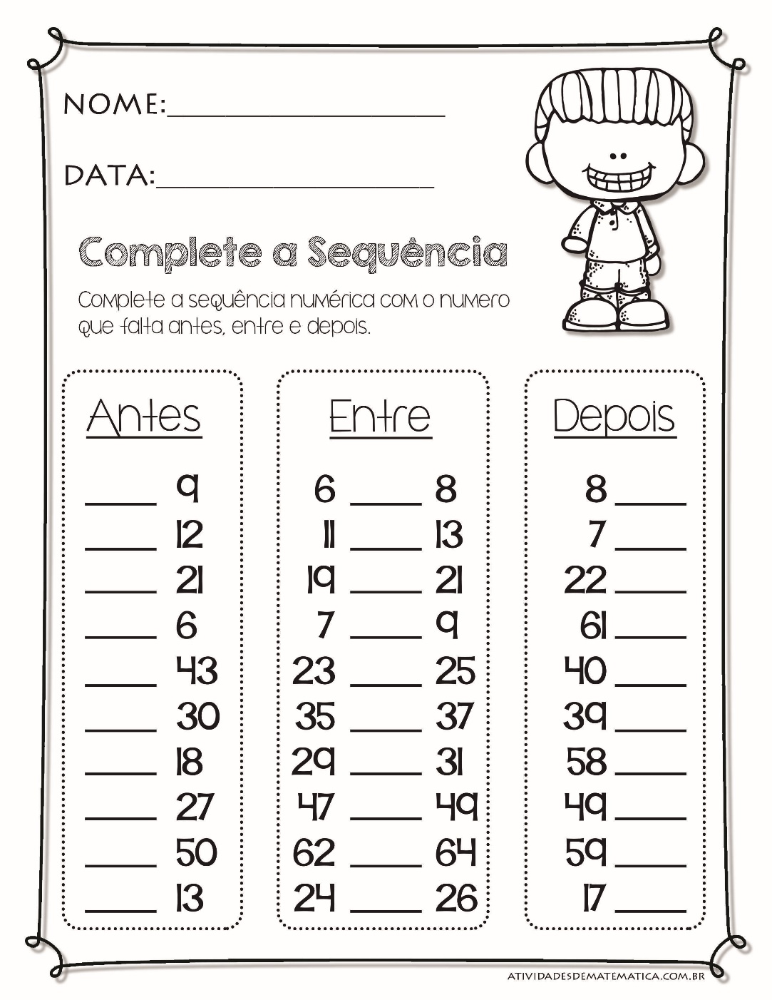 NOME:____________________
DATA:____________________
Complete a Sequência
Complete a sequência numérica com o numero
que falta antes, entre e depois.
Antes
____ 9
____ 12
____ 21
____ 6
____ 43
____ 30
____ 18
____ 27
____ 50
____ 13
Entre
6 ____ 8
11 ____ 13
19 ____ 21
7 ____ 9
23 ____ 25
35 ____ 37
29 ____ 31
47 ____ 49
62 ____ 64
24 ____ 26
Depois
8 ____
7 ____
22 ____
61 ____
40 ____
39 ____
58 ____
49 ____
59 ____
17 ____
ATIVIDADESDEMATEMATICA.COM.BR